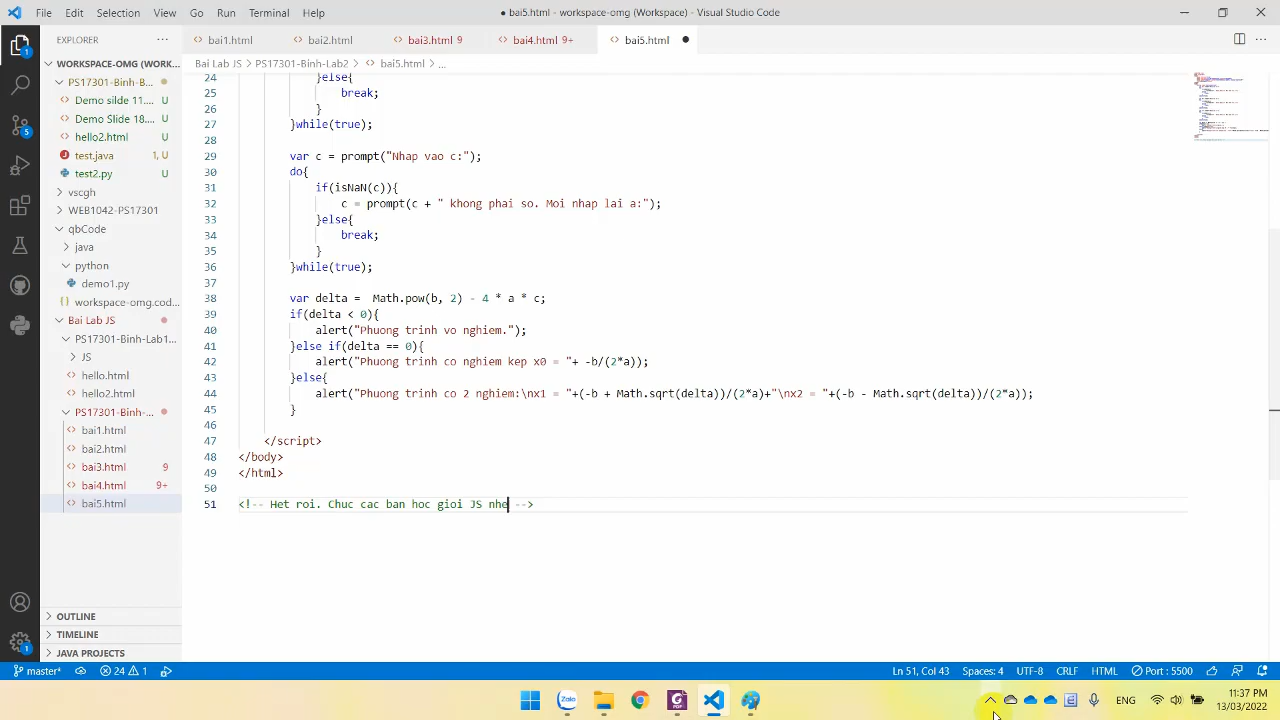 File Edit Selection View Go Run Terminal Help
● bai5.html - workspace-omg (Workspace) - Visual Studio Code
EXPLORER
bai1.html bai2.html bai3.html 9 bai4.html 9+ bai5.html
WORKSPACE-OMG (WORK...
Bai Lab JS > PS17301-Binh-Lab2 > bai5.html > ...
PS17301-Binh-B...
Demo silde 11.... U
Demo Slide 18.... U
hello2.html U
test.java 1, U
test2.py U
vscgh
WEB1042-PS17301
qbCode
java
python
demo1.py
workspace-omg.cod...
Bai Lab JS
PS17301-Binh-Lab1...
JS
hello.html
hello2.html
PS17301-Binh-...
bai1.html
bai2.html
bai3.html 9
bai4.html 9+
bai5.html
OUTLINE
TIMELINE
JAVA PROJECTS
24 }else{
25 break;
26 }
27 }while(true);
28
29 var c = prompt("Nhap vao c:");
30 do{
31 if(isNaN(c)){
32 c = prompt(c + " khong phai so. Moi nhap lai a:");
33 }else{
34 break;
35 }
36 }while(true);
37
38 var delta =  Math.pow(b, 2) - 4 * a * c;
39 if(delta < 0){
40 alert("Phuong trinh vo nghiem.");
41 }else if(delta == 0){
42 alert("Phuong trinh co nghiem kep x0 = "+ -b/(2*a));
43 }else{
44 alert("Phuong trinh co 2 nghiem:\nx1 = "+(-b + Math.sqrt(delta))/(2*a)+"\nx2 = "+(-b - Math.sqrt(delta))/(2*a));
45 }
46
47 </script>
48 </body>
49 </html>
50
51 <!-- Het roi. Chuc cac ban hoc gioi JS nhe -->
master* 24 1
Ln 51, Col 43 Spaces: 4 UTF-8 CRLF HTML Port : 5500
1
5
1
Zalo
PDF
ENG
11:37 PM
13/03/2022